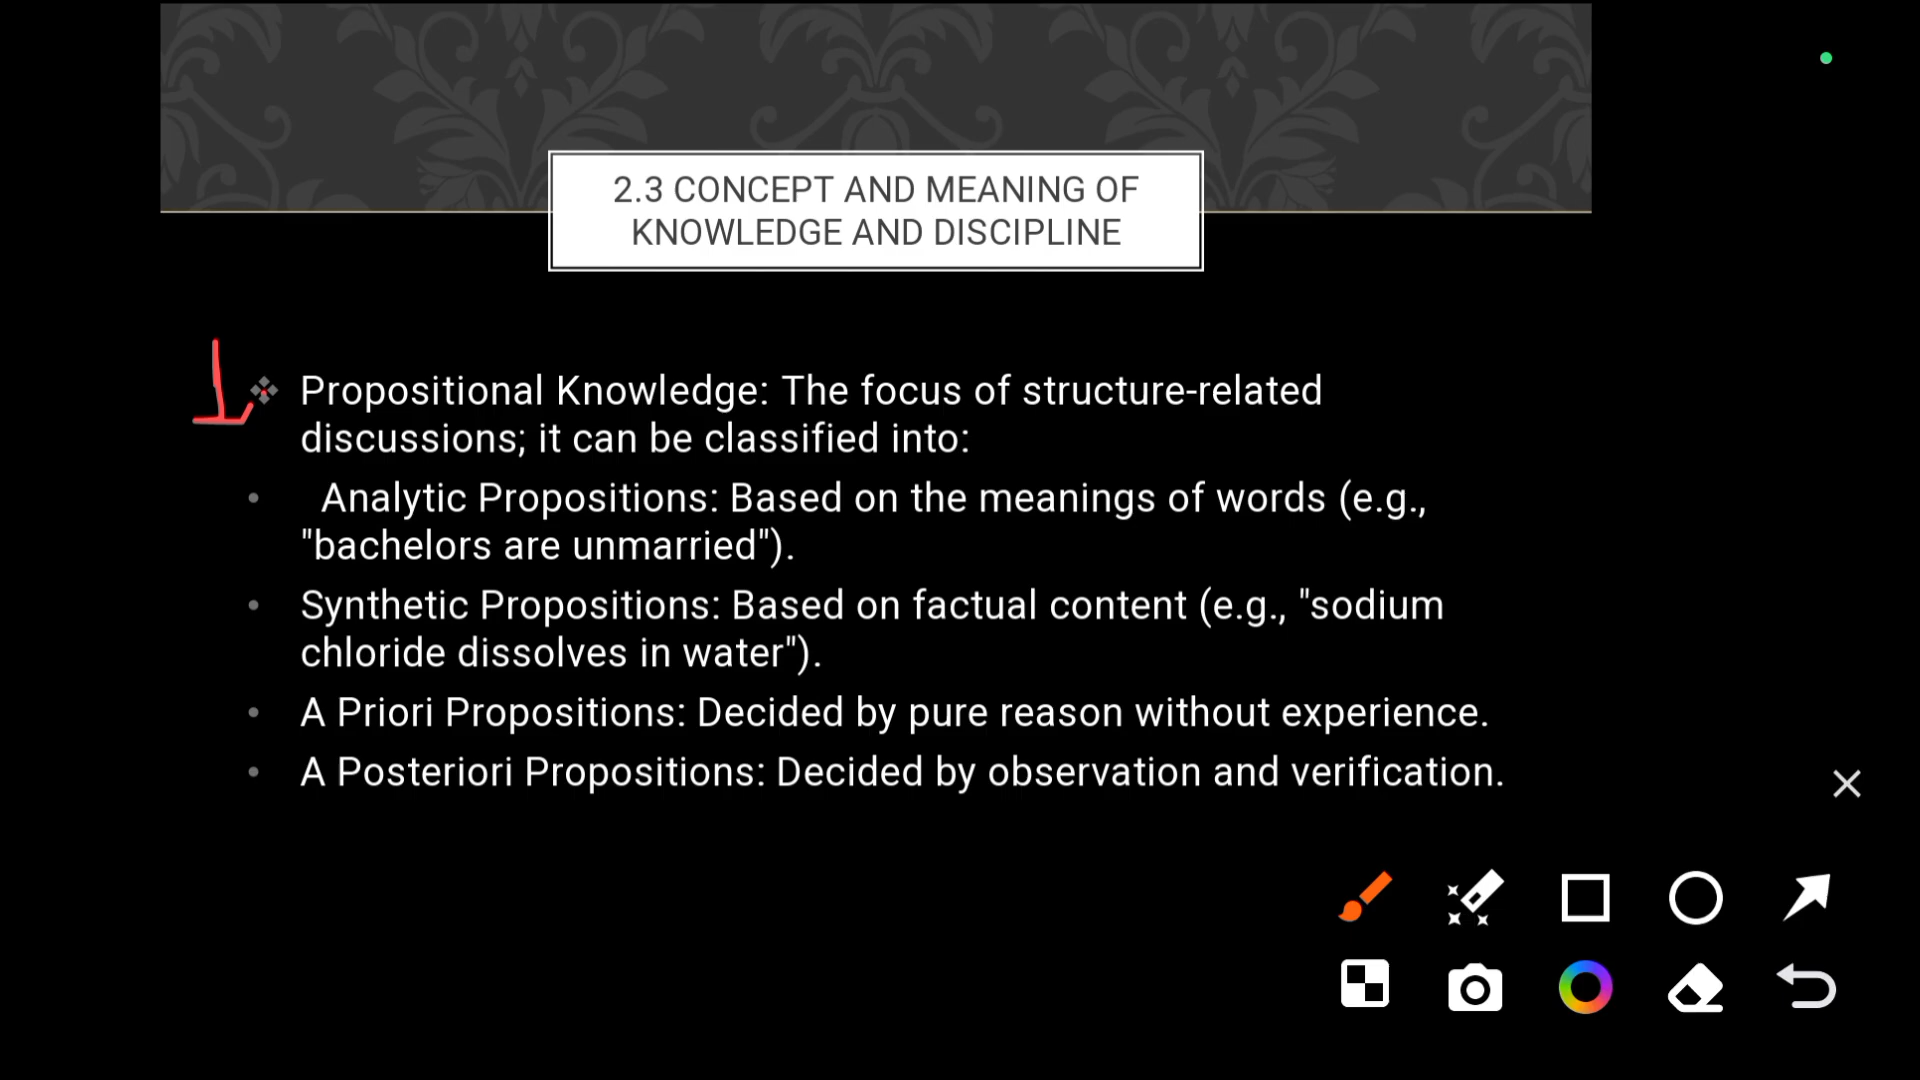 2.3 CONCEPT AND MEANING OF
KNOWLEDGE AND DISCIPLINE
Propositional Knowledge: The focus of structure-related
discussions; it can be classified into:
Analytic Propositions: Based on the meanings of words (e.g.,
"bachelors are unmarried").
Synthetic Propositions: Based on factual content (e.g., "sodium
chloride dissolves in water").
A Priori Propositions: Decided by pure reason without experience.
A Posteriori Propositions: Decided by observation and verification.